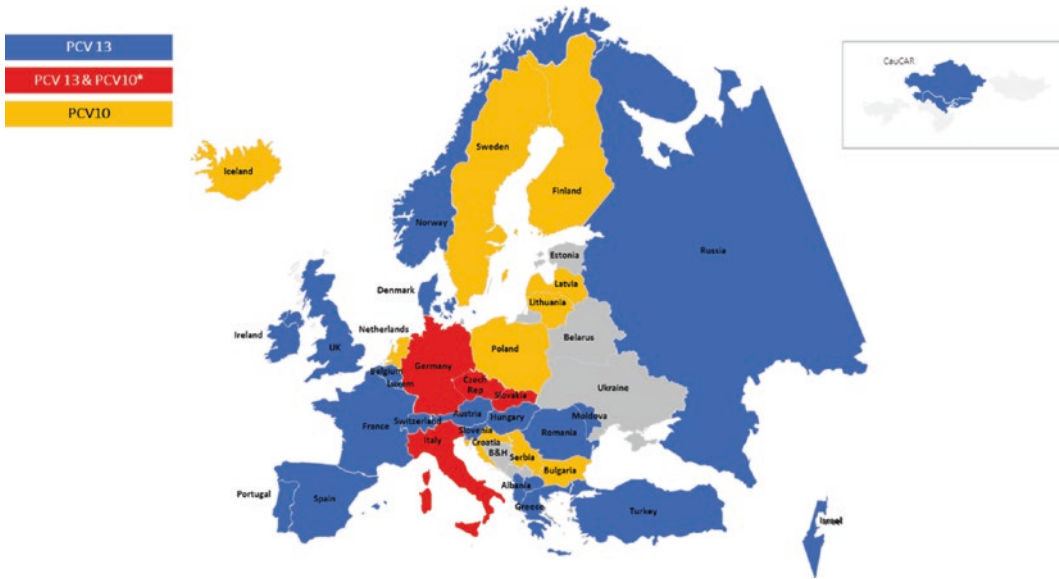 PCV 13
PCV 13 & PCV10*
PCV10
CauCAR
Iceland
Sweden
Finland
Norway
Russia
Estonia
Latvia
Lithuania
Denmark
Ireland
UK
Netherlands
Belarus
Poland
Germany
Belgium
Luxem
Ukraine
Czech
Rep
Slovakia
France
Switzerland
Austria
Hungary
Moldova
Romania
Slovenia
Italy
Croatia
B&H
Serbia
Bulgaria
Portugal
Spain
Albania
Greece
Turkey
Israel